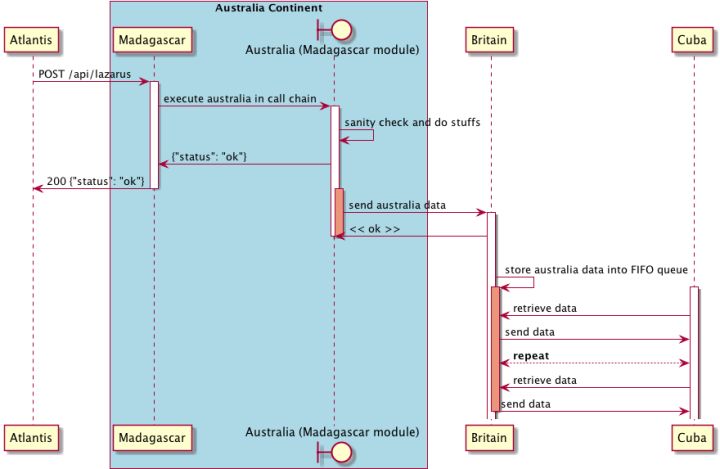 Australia Continent
Atlantis
Madagascar
Australia (Madagascar module)
Britain
Cuba
POST /api/lazarus
execute australia in call chain
sanity check and do stuffs
{"status": "ok"}
200 {"status": "ok"}
send australia data
<< ok >>
store australia data into FIFO queue
retrieve data
send data
repeat
retrieve data
send data
Atlantis
Madagascar
Australia (Madagascar module)
Britain
Cuba